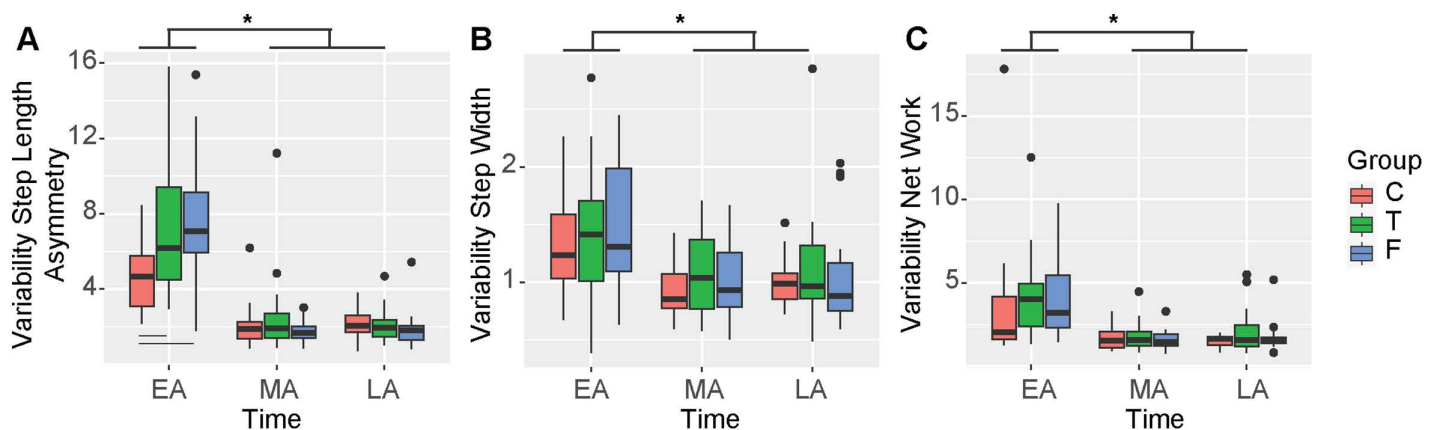 A
*
Variability Step Length
Asymmetry
16
12
8
4
EA
MA
LA
Time
B
*
Variability Step Width
2
1
EA
MA
LA
Time
C
*
Variability Net Work
15
10
5
EA
MA
LA
Time
Group
C
T
F